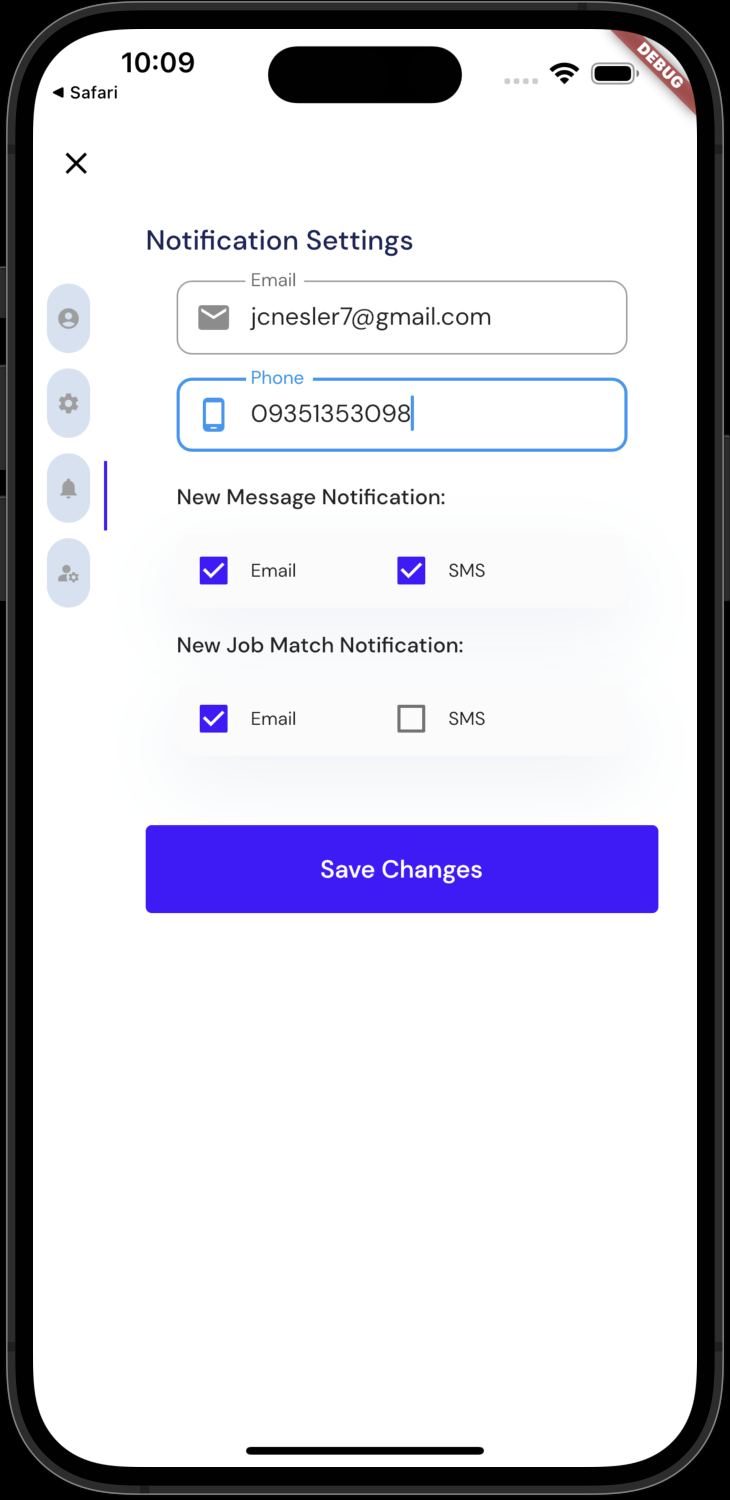 10:09
DEBUG
◀ Safari
Notification Settings
Email
jcnesler7@gmail.com
Phone
09351353098
New Message Notification:
Email SMS
New Job Match Notification:
Email SMS
Save Changes